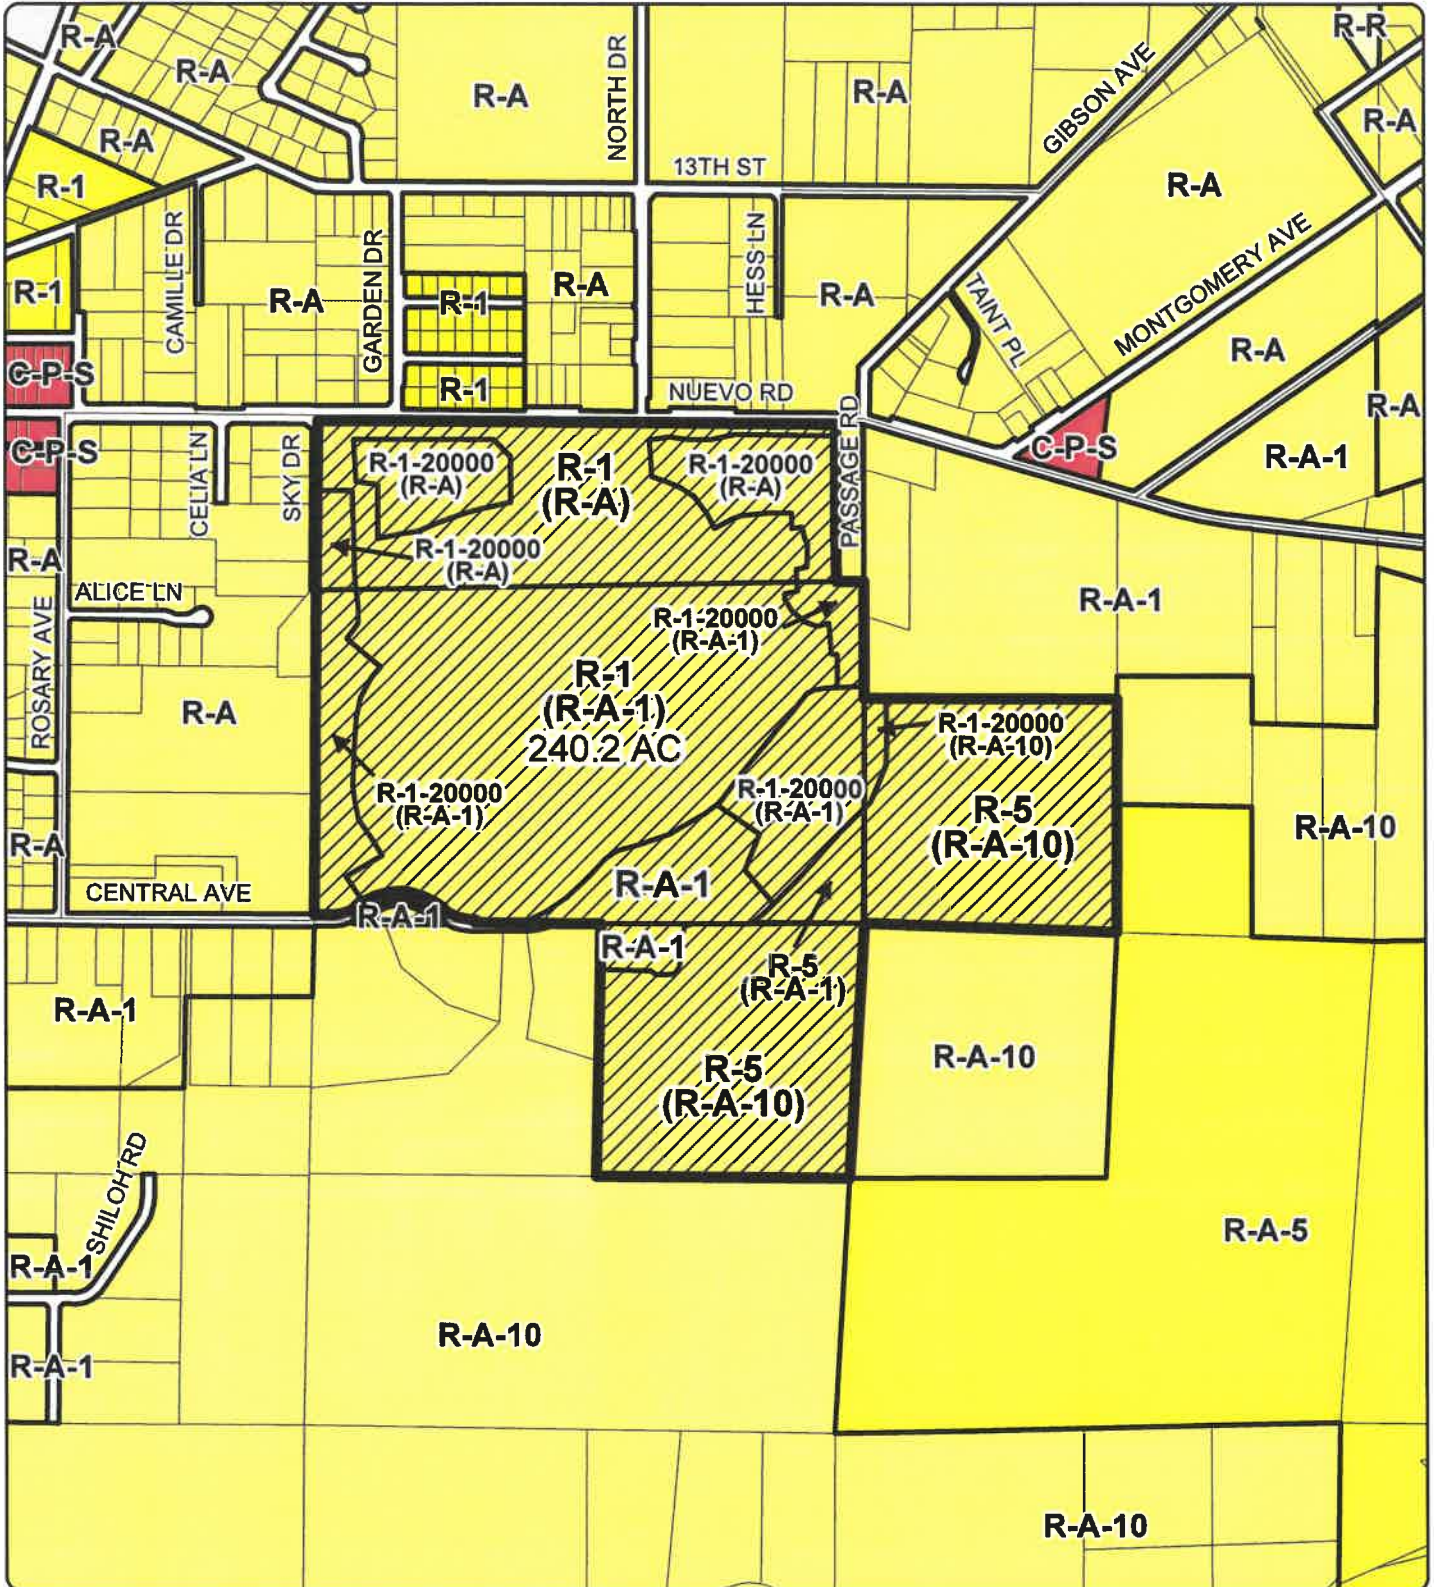 R-A
R-A
R-A
NORTH DR
R-A
GIBSON AVE
R-R
R-A
R-A
R-1
13TH ST
R-A
CAMILLE DR
R-A
GARDEN DR
R-1
R-A
HESS LN
R-A
TAINT PL
MONTGOMERY AVE
R-1
C-P-S
R-1
NUEVO RD
R-A
R-A
C-P-S
CELIA LN
SKY DR
R-1-20000
(R-A)
R-1
(R-A)
R-1-20000
(R-A)
PASSAGE RD
C-P-S
R-A-1
R-A
R-1-20000
(R-A)
ALICE LN
R-1-20000
(R-A-1)
R-A-1
ROSARY AVE
R-A
R-1
(R-A-1)
240.2 AC
R-1-20000
(R-A-10)
R-1-20000
(R-A-1)
R-1-20000
(R-A-1)
R-5
(R-A-10)
R-A-10
R-A
CENTRAL AVE
R-A-1
R-A-1
R-A-1
R-5
(R-A-1)
R-A-1
R-5
(R-A-10)
R-A-10
SHILOH RD
R-A-1
R-A-5
R-A-10
R-A-1
R-A-10